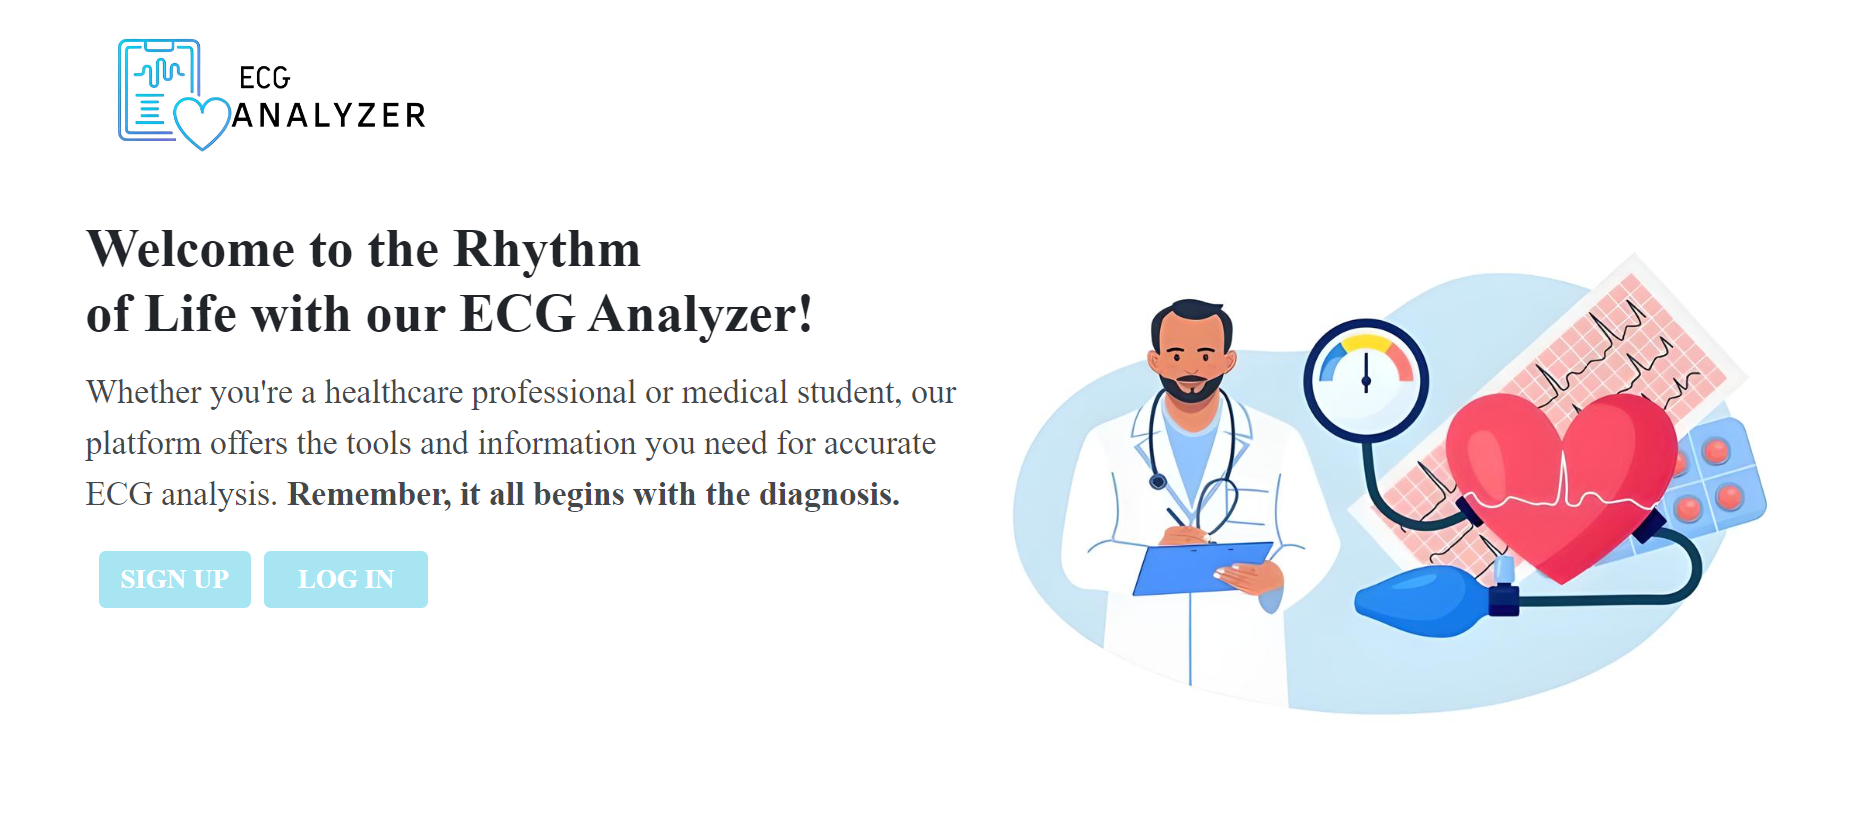 ECG
ANALYZER
Welcome to the Rhythm
of Life with our ECG Analyzer!
Whether you're a healthcare professional or medical student, our
platform offers the tools and information you need for accurate
ECG analysis. Remember, it all begins with the diagnosis.
SIGN UP
LOG IN